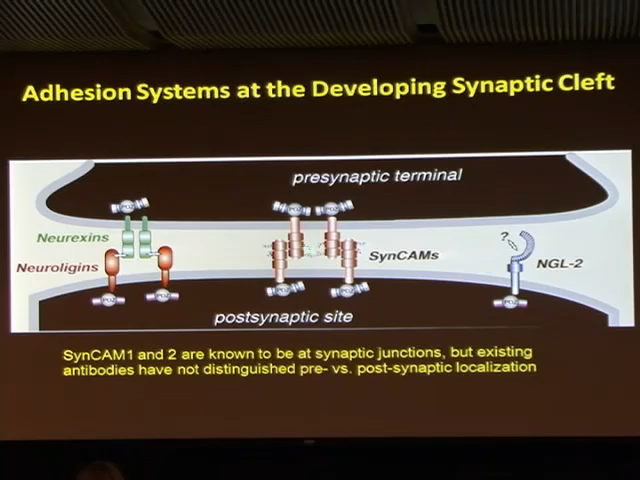 Adhesion Systems at the Developing Synaptic Cleft
presynaptic terminal
Neurexins
Neuroligins
SynCAMs
?
NGL-2
postsynaptic site
SynCAM1 and 2 are known to be at synaptic junctions, but existing
antibodies have not distinguished pre- vs. post-synaptic localization